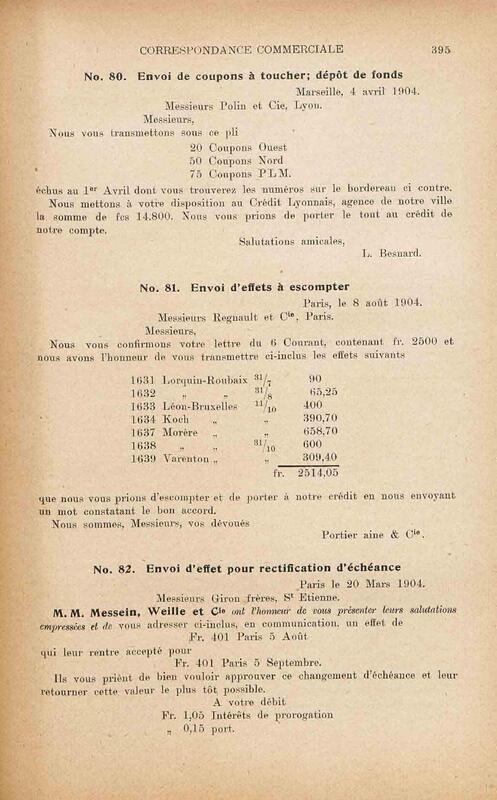 CORRESPONDANCE COMMERCIALE 395
No. 80. Envoi de coupons à toucher; dépôt de fonds
Marseille, 4 avril 1904.
Messieurs Polin et Cie, Lyon.
Messieurs,
Nous vous transmettons sous ce pli
20 Coupons Ouest
50 Coupons Nord
75 Coupons P.L.M.
échus au 1er Avril dont vous trouverez les numéros sur le bordereau ci contre.
Nous mettons à votre disposition au Crédit Lyonnais, agence de notre ville
la somme de fcs 14.800. Nous vous prions de porter le tout au crédit de
notre compte.
Salutations amicales,
L. Besnard.
No. 81. Envoi d'effets à escompter
Paris, le 8 août 1904.
Messieurs Regnault et Cie, Paris.
Messieurs,
Nous vous confirmons votre lettre du 6 Courant, contenant fr. 2500 et
nous avons l'honneur de vous transmettre ci-inclus les effets suivants
1631 Lorquin-Roubaix 31/7 90
1632 „ „ 31/8 65,25
1633 Léon-Bruxelles 11/10 400
1634 Koch „ „ 390,70
1637 Morère „ „ 658,70
1638 „ „ 31/10 600
1639 Varenton „ „ 309,40
fr. 2514,05
que nous vous prions d'escompter et de porter à notre crédit en nous envoyant
un mot constatant le bon accord.
Nous sommes, Messieurs, vos dévoués
Portier aine & Cie.
No. 82. Envoi d'effet pour rectification d'échéance
Paris le 20 Mars 1904.
Messieurs Giron frères, St Etienne.
M. M. Messein, Weille et Cie ont l'honneur de vous présenter leurs salutations
empressées et de vous adresser ci-inclus, en communication, un effet de
Fr. 401 Paris 5 Août
qui leur rentre accepté pour
Fr. 401 Paris 5 Septembre.
Ils vous prient de bien vouloir approuver ce changement d'échéance et leur
retourner cette valeur le plus tôt possible.
A votre débit
Fr. 1,05 Intérêts de prorogation
„ 0,15 port.